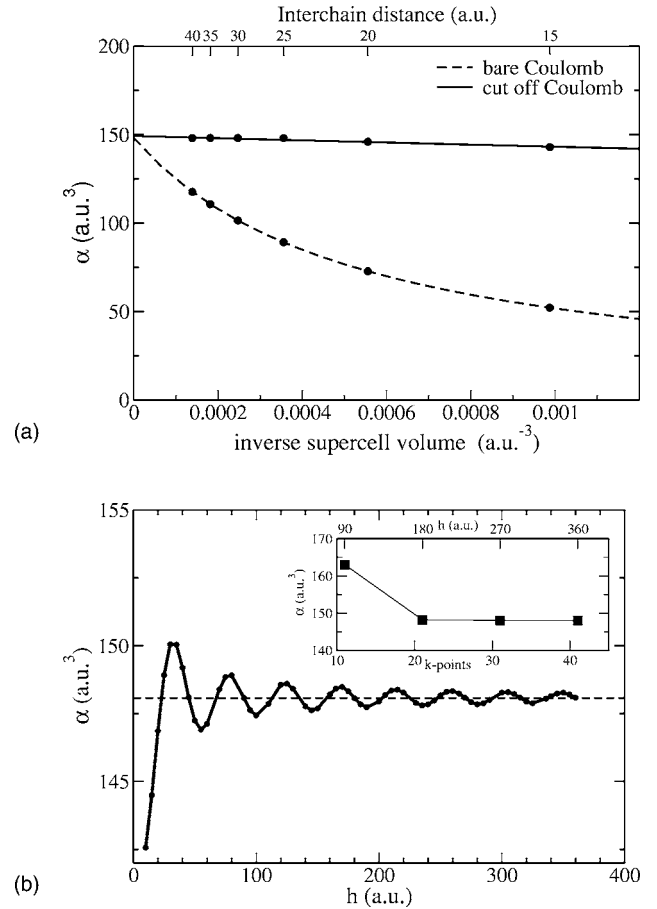 Interchain distance (a.u.)
40 35 30 25 20 15
200
150
100
50
0
α (a.u.³)
bare Coulomb
cut off Coulomb
0 0.0002 0.0004 0.0006 0.0008 0.001
inverse supercell volume (a.u.⁻³)
(a)
155
150
145
α (a.u.³)
90 180 h (a.u.) 270 360
170
160
150
140
α (a.u.³)
10 20 k-points 30 40
0 100 200 300 400
h (a.u.)
(b)